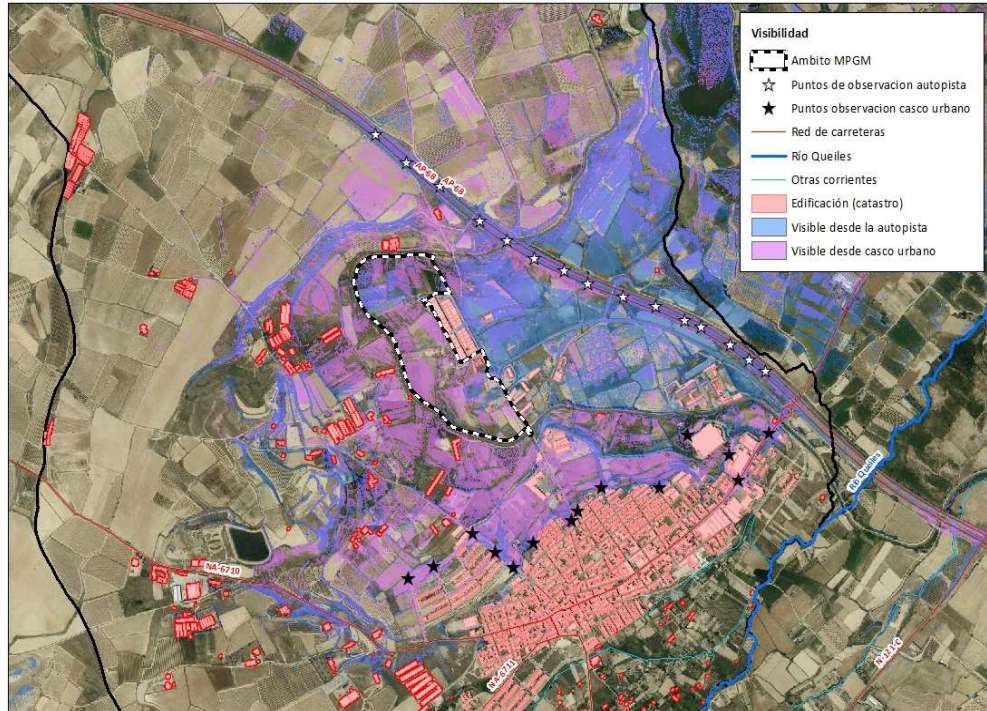 Visibilidad
Ambito MPGM
Puntos de observacion autopista
Puntos observacion casco urbano
Red de carreteras
Río Queiles
Otras corrientes
Edificación (catastro)
Visible desde la autopista
Visible desde casco urbano
AP-68
AP-68
Río Queiles
NA-6710
NA-6711
N-121-C